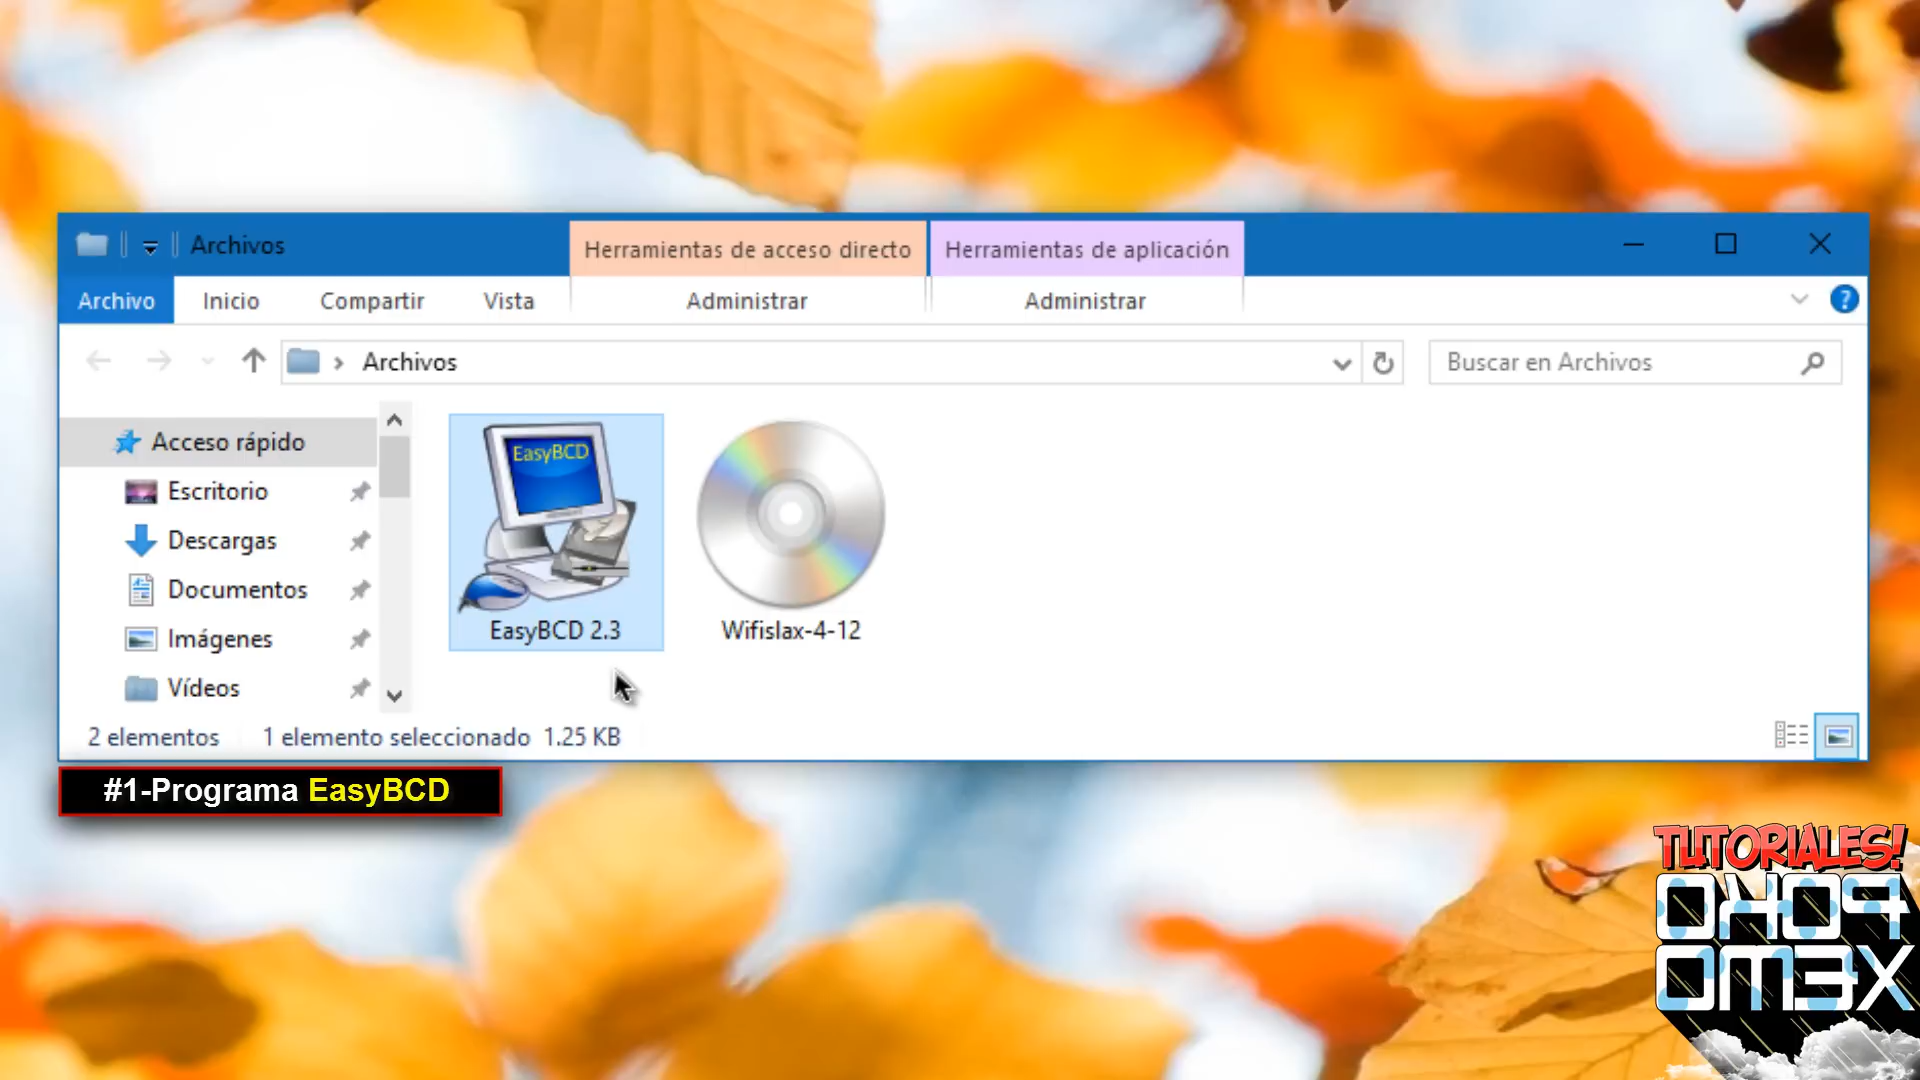 Archivos
Herramientas de acceso directo
Herramientas de aplicación
Archivo
Inicio
Compartir
Vista
Administrar
Administrar
?
Archivos
Buscar en Archivos
Acceso rápido
Escritorio
Descargas
Documentos
Imágenes
Vídeos
EasyBCD
EasyBCD 2.3
Wifislax-4-12
2 elementos
1 elemento seleccionado 1.25 KB
#1-Programa EasyBCD
TUTORIALES!